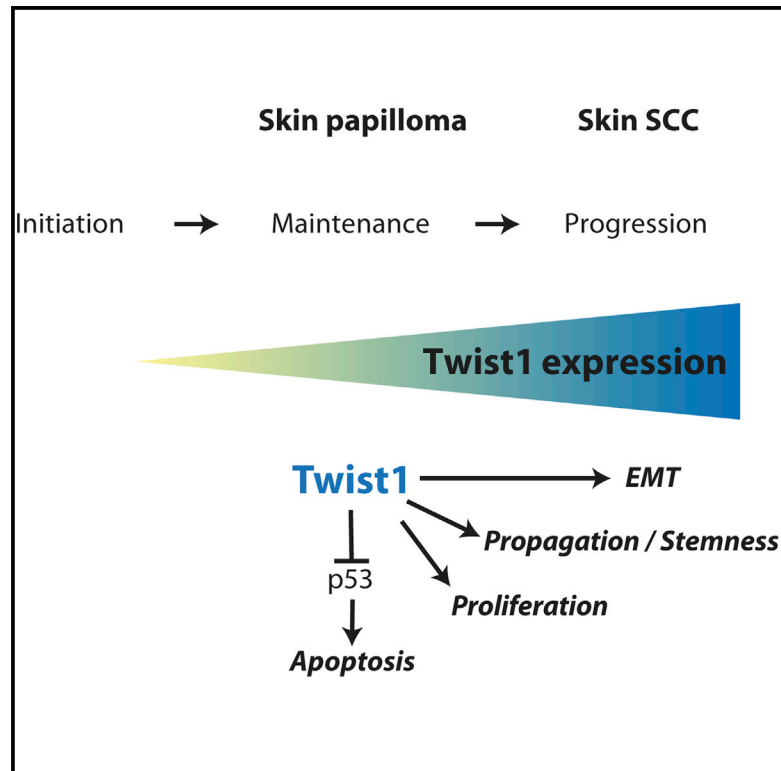 Skin papilloma Skin SCC
Initiation Maintenance Progression
Twist1 expression
Twist1 EMT
Propagation / Stemness
p53
Proliferation
Apoptosis